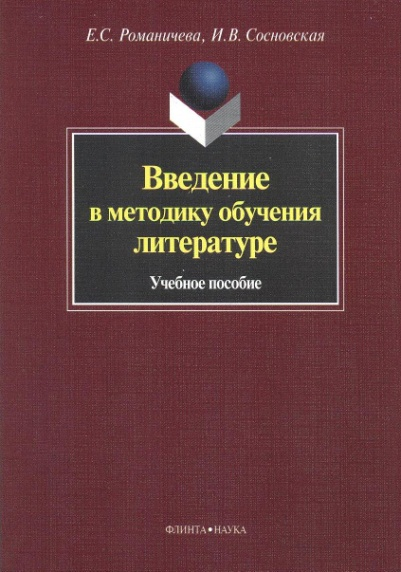 Е.С. Романичева, И.В. Сосновская
Введение
в методику обучения
литературе
Учебное пособие
ФЛИНТА•НАУКА